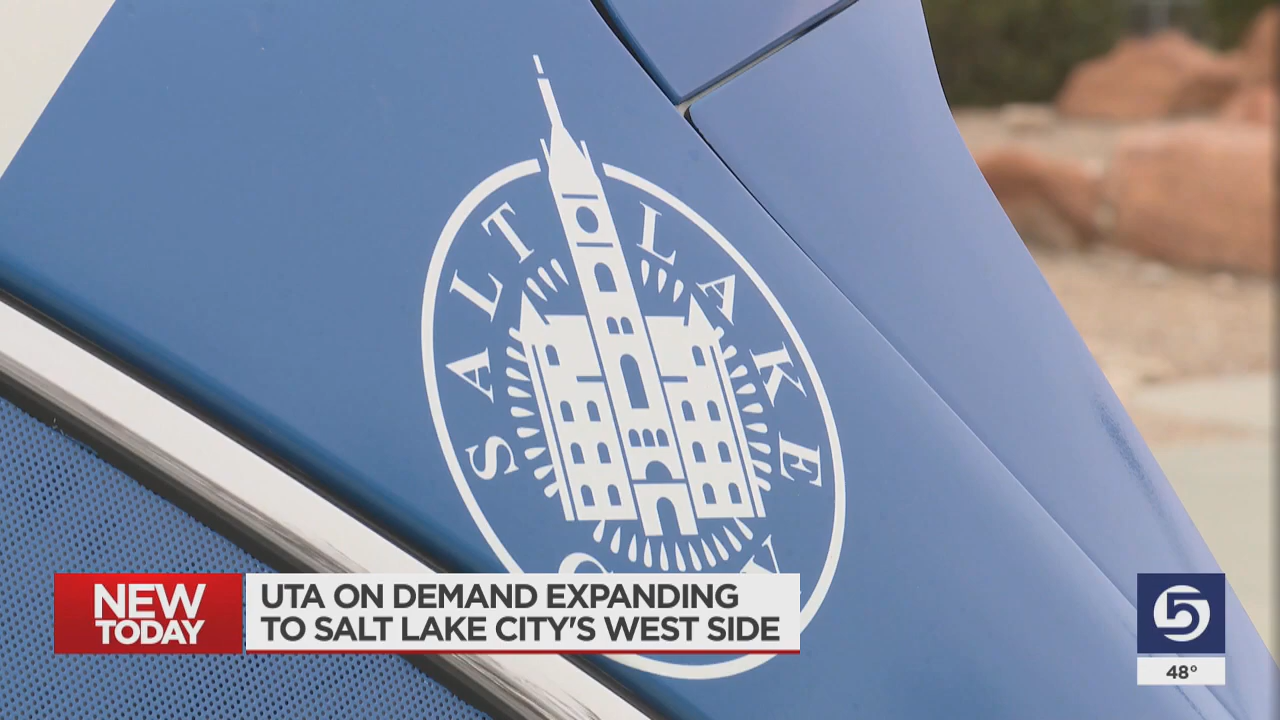 SALT LAKE
NEW
TODAY
UTA ON DEMAND EXPANDING
TO SALT LAKE CITY'S WEST SIDE
5
48°